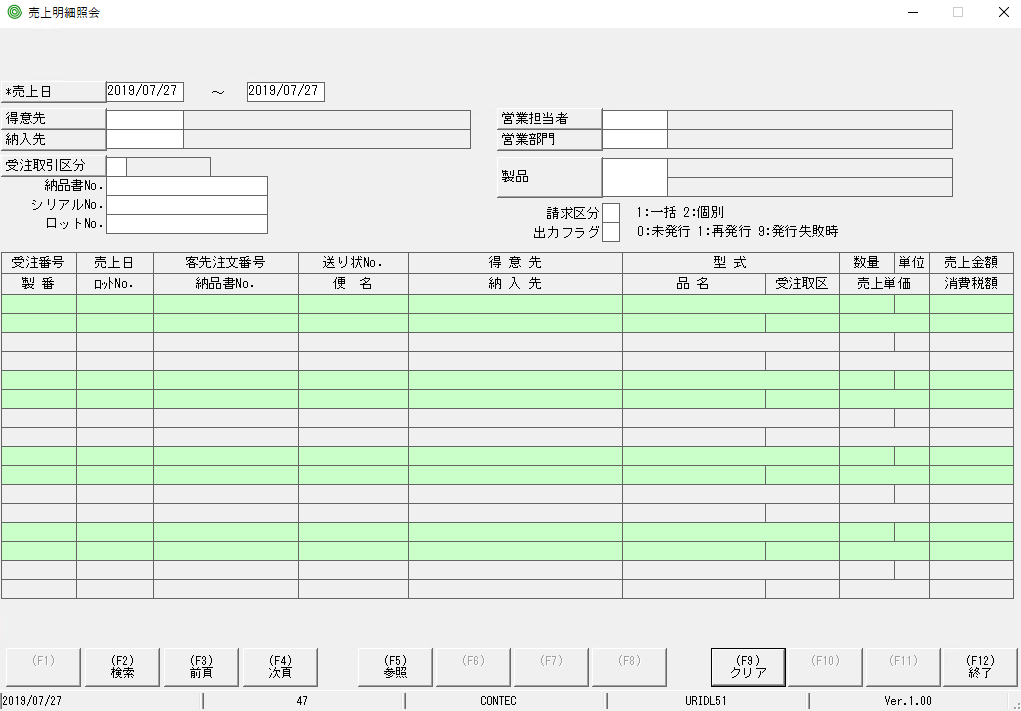 売上明細照会
*売上日 2019/07/27 ～ 2019/07/27
得意先 営業担当者
納入先 営業部門
受注取引区分 製品
納品書No.
シリアルNo.
ロットNo.
請求区分 1:一括 2:個別
出力フラグ 0:未発行 1:再発行 9:発行失敗時
受注番号 売上日 客先注文番号 送り状No. 得 意 先 型 式 数量 単位 売上金額
製 番 ﾛｯﾄNo. 納品書No. 便 名 納 入 先 品 名 受注取区 売上単価 消費税額
(F1) (F2) (F3) (F4) (F5) (F6) (F7) (F8) (F9) (F10) (F11) (F12)
検索 前頁 次頁 参照 クリア 終了
2019/07/27 47 CONTEC URIDL51 Ver.1.00